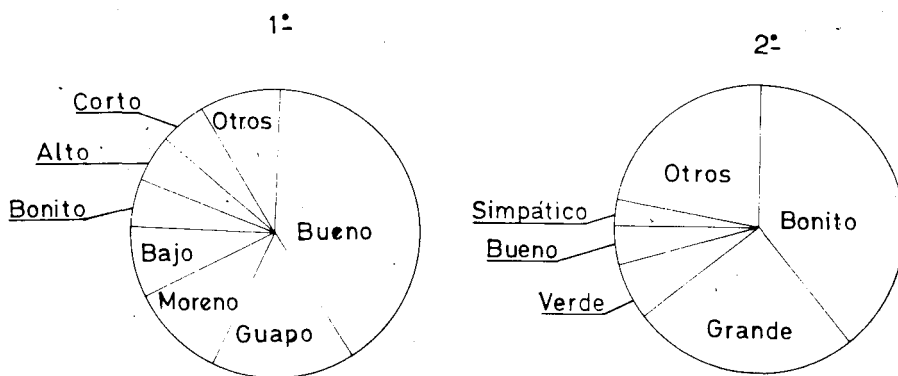 1º
Corto
Otros
Alto
Bonito
Bueno
Bajo
Moreno
Guapo
2º
Otros
Simpático
Bonito
Bueno
Verde
Grande